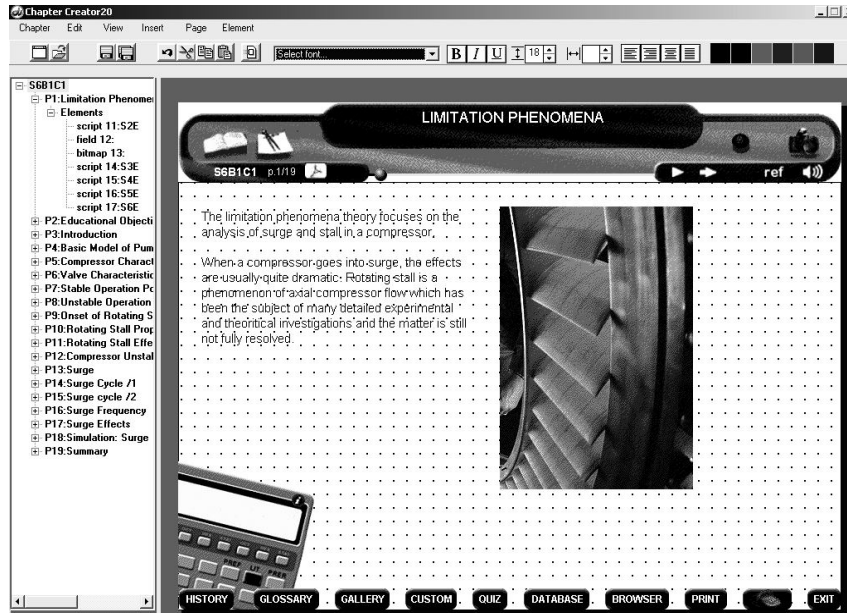 Chapter Creator20
Chapter Edit View Insert Page Element
Select font... B I U 18
S6B1C1
P1:Limitation Phenome
Elements
script 11:S2E
field 12:
bitmap 13:
script 14:S3E
script 15:S4E
script 16:S5E
script 17:S6E
P2:Educational Objecti
P3:Introduction
P4:Basic Model of Pum
P5:Compressor Charact
P6:Valve Characteristic
P7:Stable Operation Po
P8:Unstable Operation
P9:Onset of Rotating S
P10:Rotating Stall Prop
P11:Rotating Stall Effe
P12:Compressor Unstal
P13:Surge
P14:Surge Cycle /1
P15:Surge cycle /2
P16:Surge Frequency
P17:Surge Effects
P18:Simulation: Surge
P19:Summary
LIMITATION PHENOMENA
S6B1C1 p.1/19
ref
The limitation phenomena theory focuses on the
analysis of surge and stall in a compressor.
When a compressor goes into surge, the effects
are usually quite dramatic. Rotating stall is a
phenomenon of axial compressor flow which has
been the subject of many detailed experimental
and theoritical investigations and the matter is still
not fully resolved.
HISTORY GLOSSARY GALLERY CUSTOM QUIZ DATABASE BROWSER PRINT EXIT